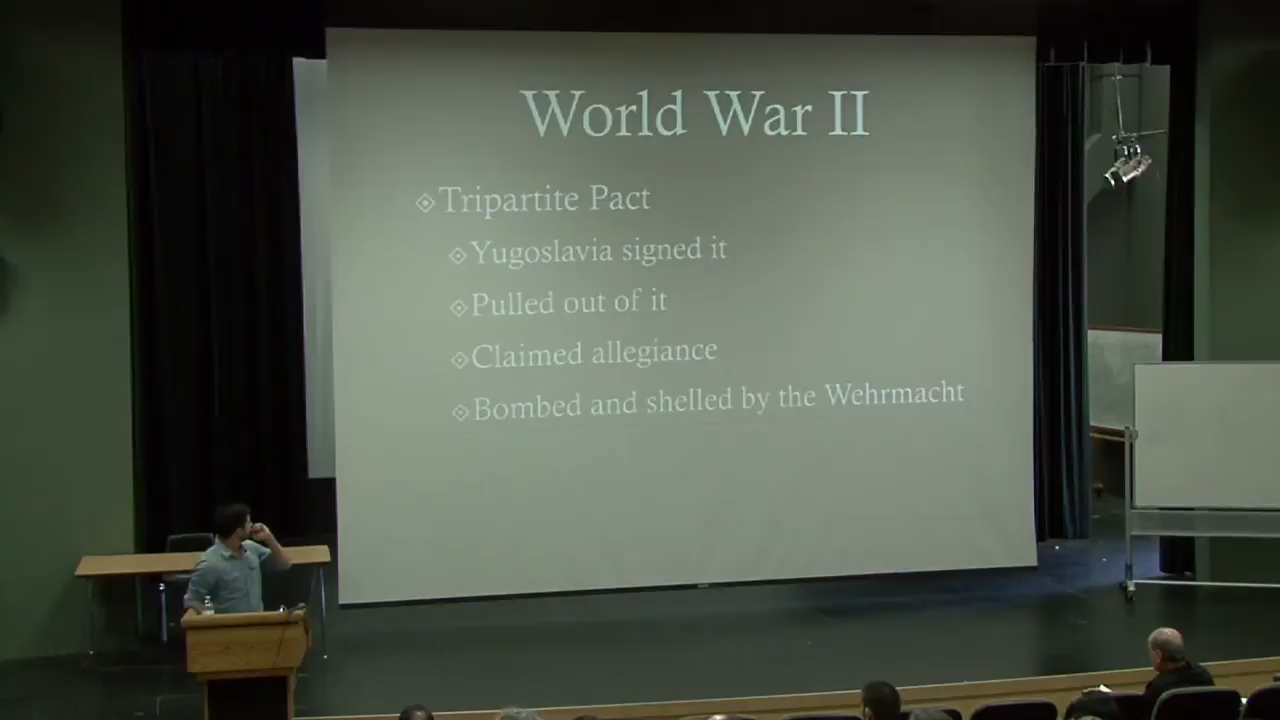 World War II
Tripartite Pact
Yugoslavia signed it
Pulled out of it
Claimed allegiance
Bombed and shelled by the Wehrmacht